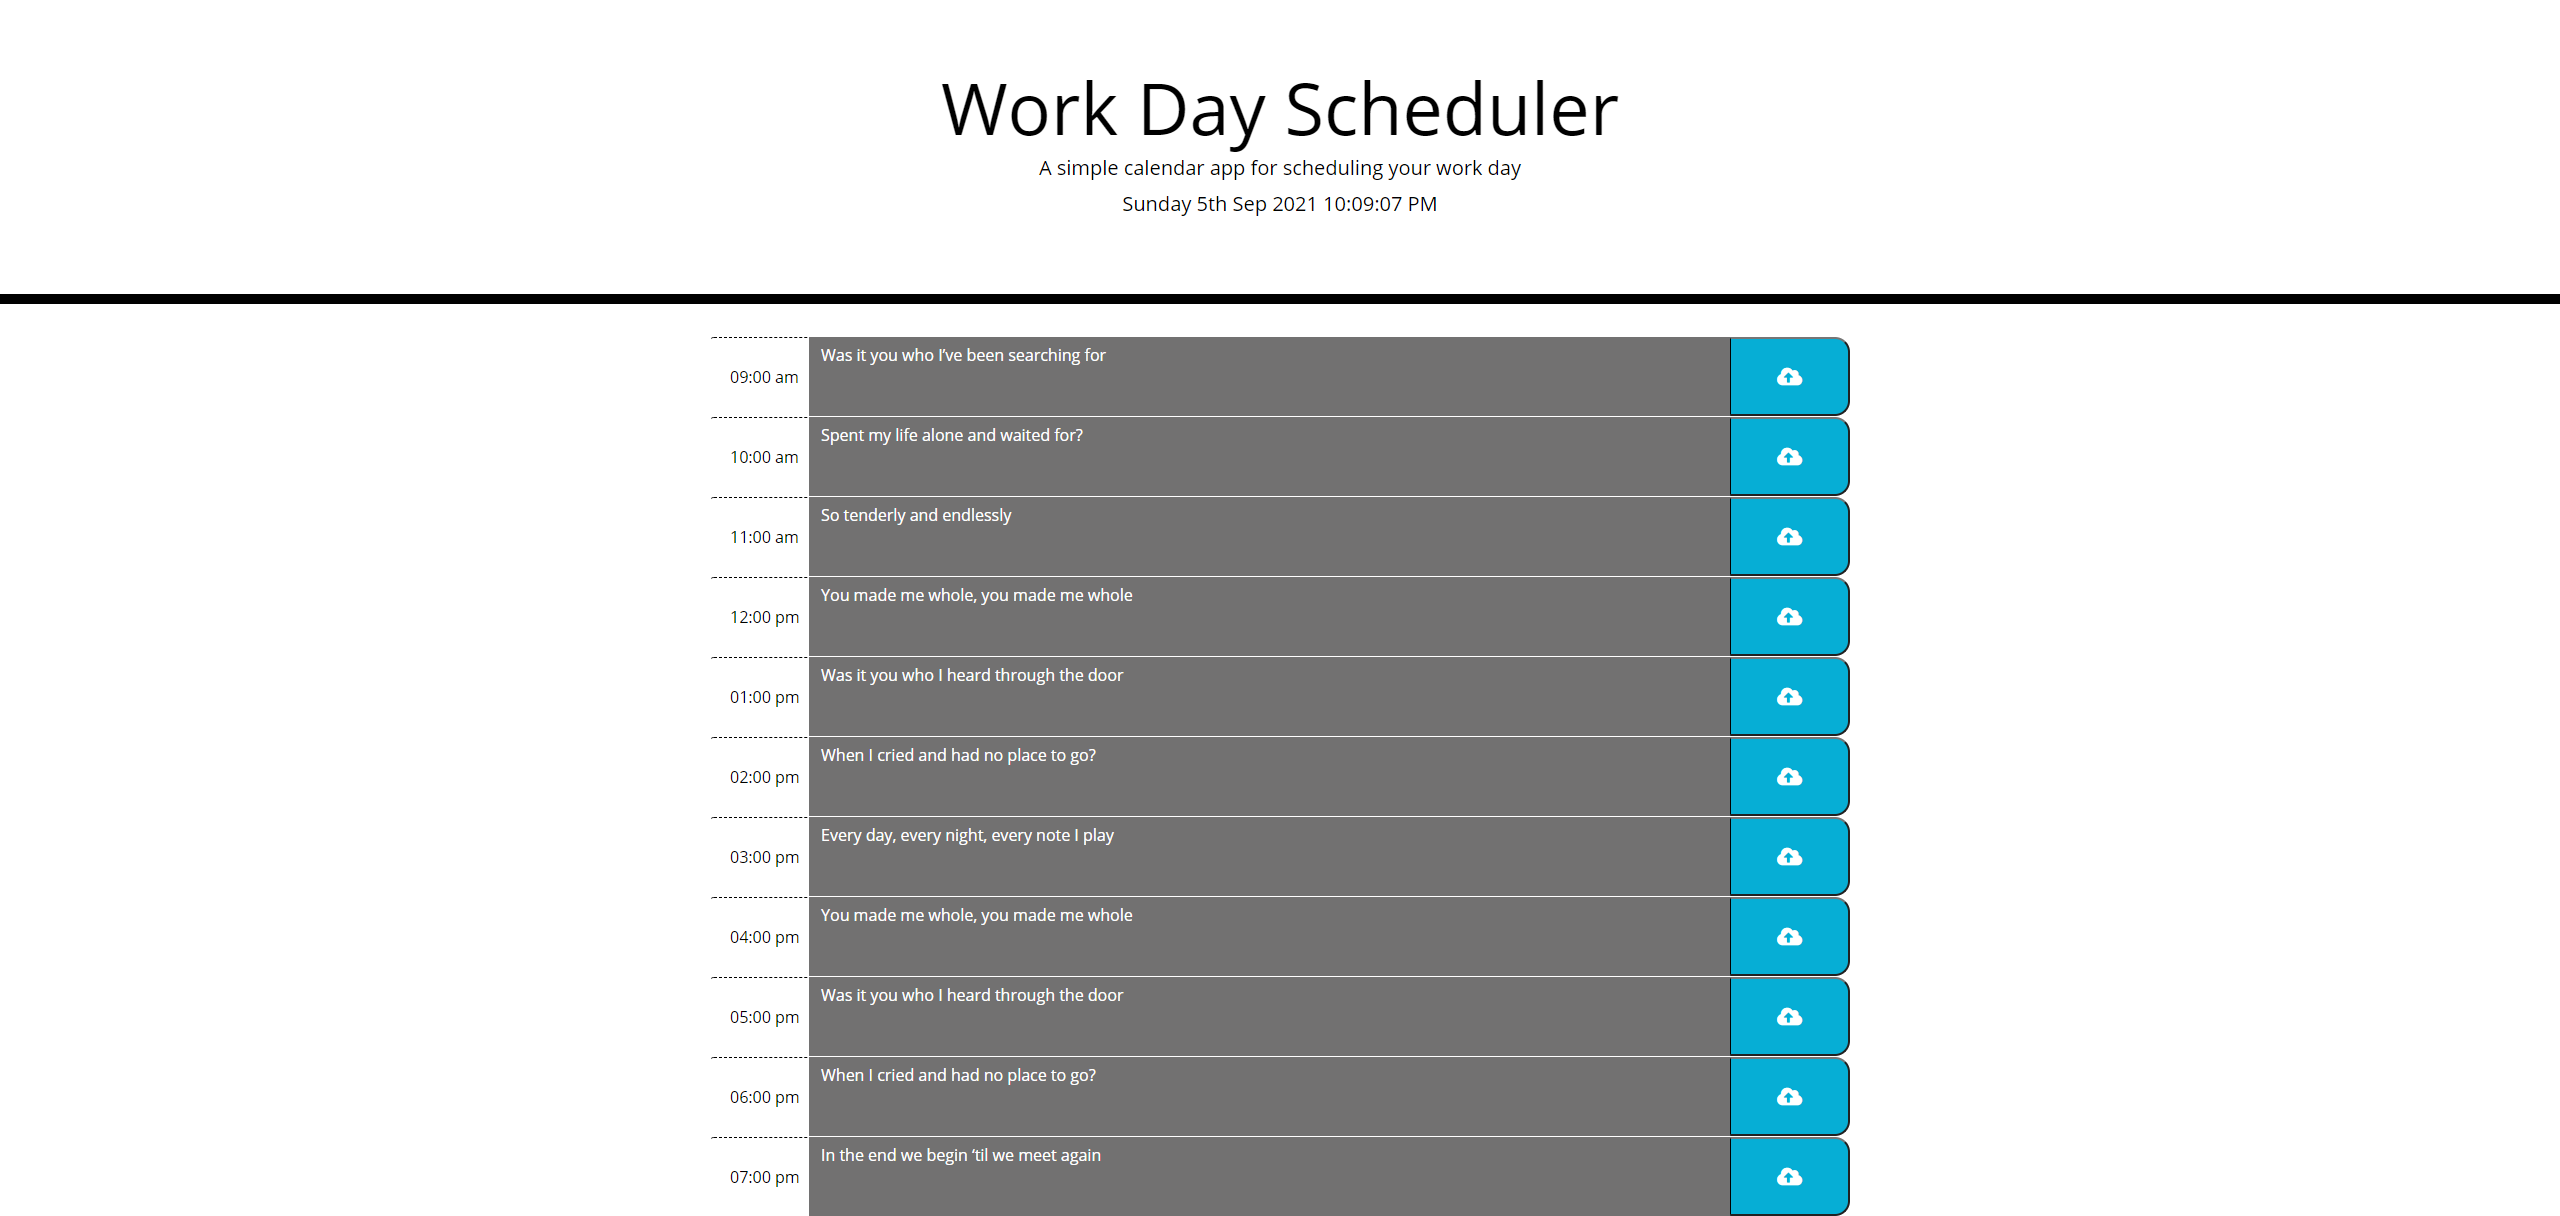 Work Day Scheduler
A simple calendar app for scheduling your work day
Sunday 5th Sep 2021 10:09:07 PM
09:00 am Was it you who I’ve been searching for
10:00 am Spent my life alone and waited for?
11:00 am So tenderly and endlessly
12:00 pm You made me whole, you made me whole
01:00 pm Was it you who I heard through the door
02:00 pm When I cried and had no place to go?
03:00 pm Every day, every night, every note I play
04:00 pm You made me whole, you made me whole
05:00 pm Was it you who I heard through the door
06:00 pm When I cried and had no place to go?
07:00 pm In the end we begin ‘til we meet again